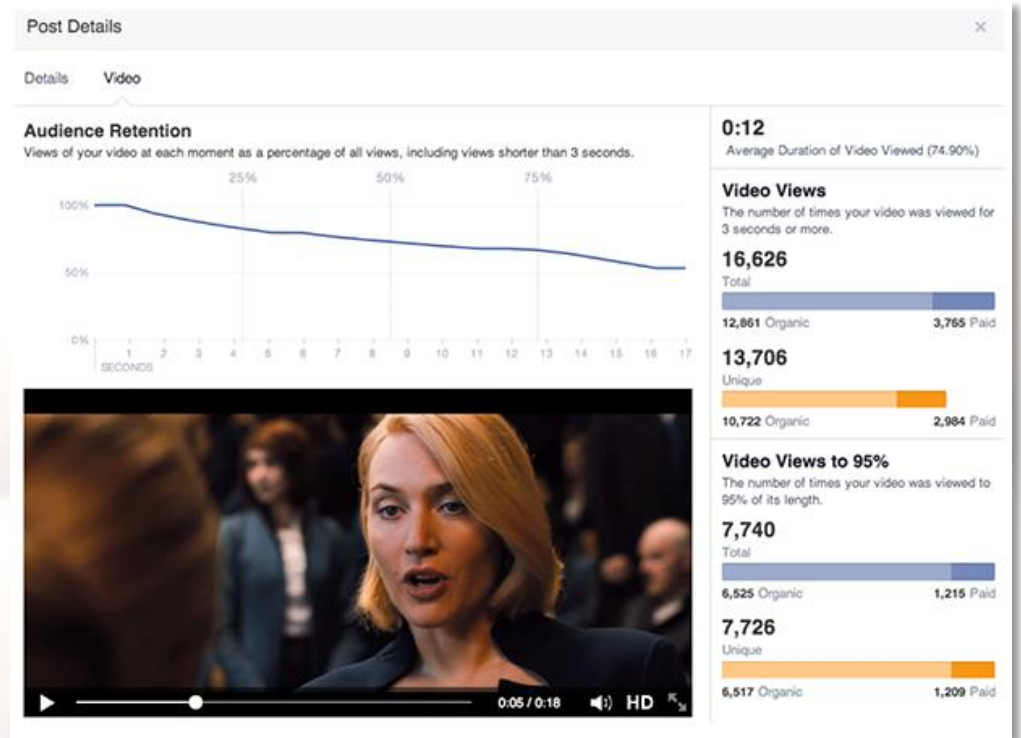 Post Details
×
Details Video
Audience Retention
Views of your video at each moment as a percentage of all views, including views shorter than 3 seconds.
25% 50% 75%
100%
50%
0%
1 2 3 4 5 6 7 8 9 10 11 12 13 14 15 16 17
SECONDS
0:05 / 0:18 HD
0:12
Average Duration of Video Viewed (74.90%)
Video Views
The number of times your video was viewed for
3 seconds or more.
16,626
Total
12,861 Organic 3,765 Paid
13,706
Unique
10,722 Organic 2,984 Paid
Video Views to 95%
The number of times your video was viewed to
95% of its length.
7,740
Total
6,525 Organic 1,215 Paid
7,726
Unique
6,517 Organic 1,209 Paid